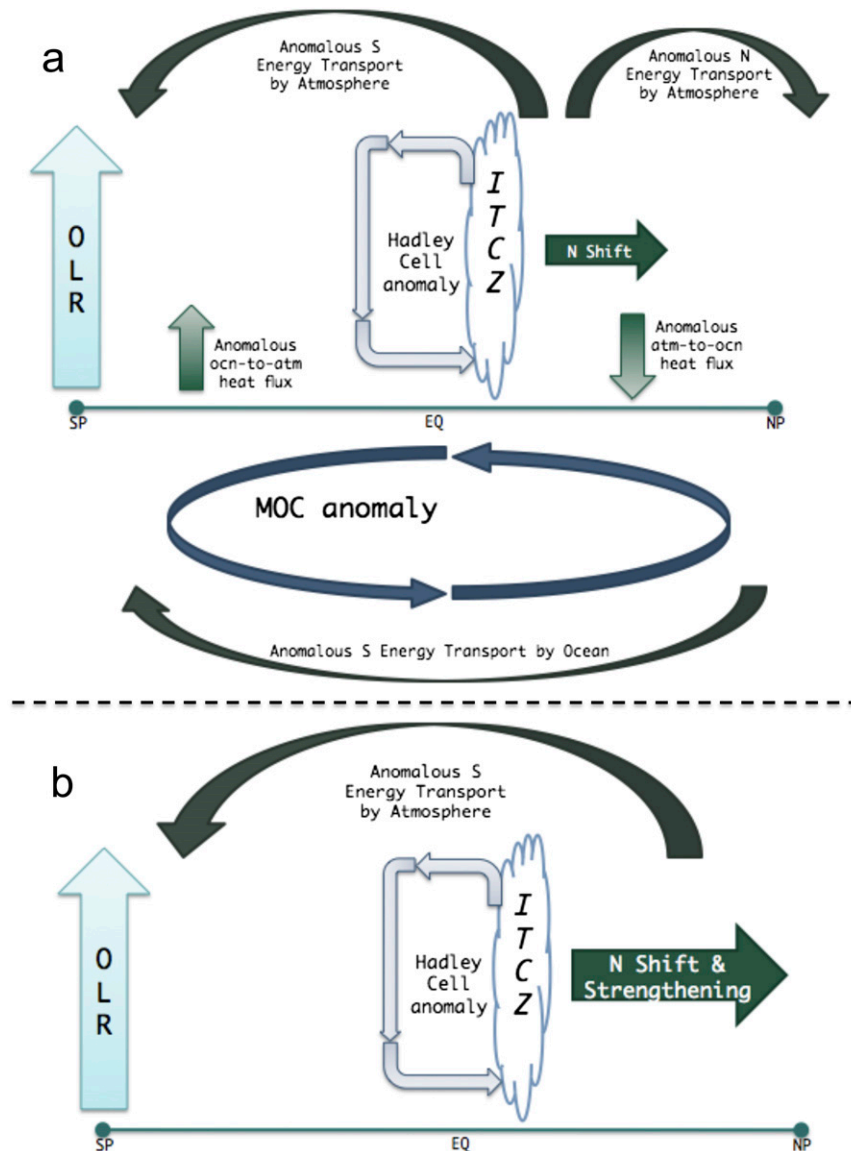 a
Anomalous S
Energy Transport
by Atmosphere
Anomalous N
Energy Transport
by Atmosphere
O
L
R
Hadley
Cell
anomaly
I
T
C
Z
N Shift
Anomalous
ocn-to-atm
heat flux
Anomalous
atm-to-ocn
heat flux
SP
EQ
NP
MOC anomaly
Anomalous S Energy Transport by Ocean
b
Anomalous S
Energy Transport
by Atmosphere
O
L
R
Hadley
Cell
anomaly
I
T
C
Z
N Shift &
Strengthening
SP
EQ
NP